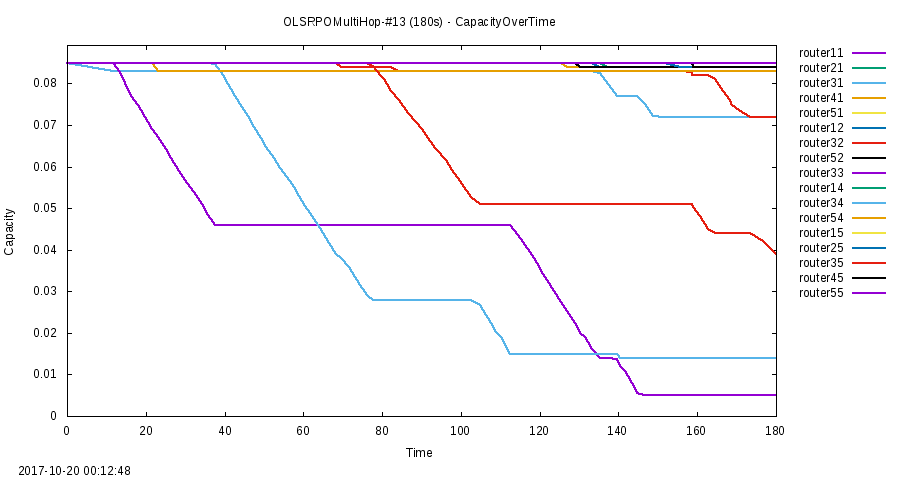 OLSRPOMultiHop-#13 (180s) - CapacityOverTime
Capacity
0.08
0.07
0.06
0.05
0.04
0.03
0.02
0.01
0
0 20 40 60 80 100 120 140 160 180
Time
router11
router21
router31
router41
router51
router12
router32
router52
router33
router14
router34
router54
router15
router25
router35
router45
router55
2017-10-20 00:12:48